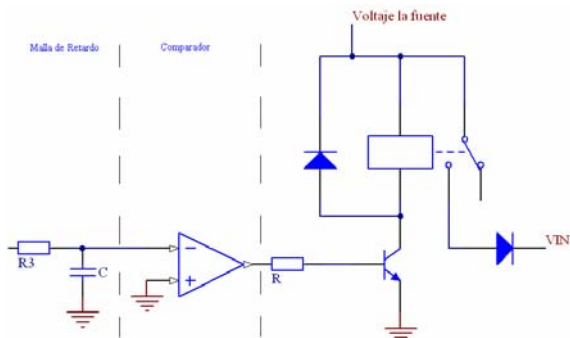 Voltaje la fuente
Malla de Retardo
Comparador
VIN
R3
C
R